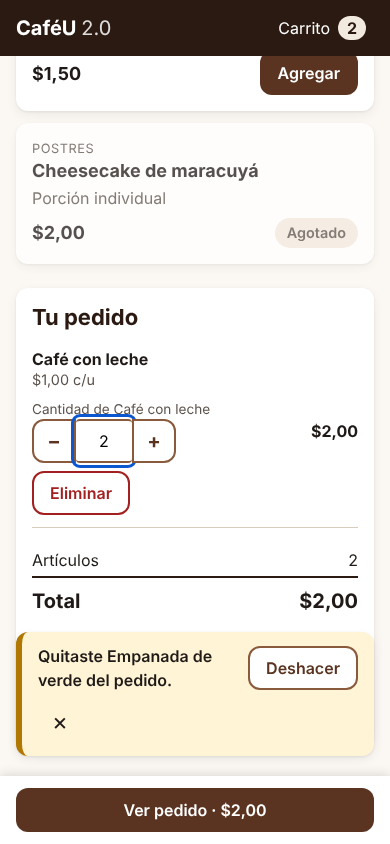 CaféU 2.0
Carrito 2
$1,50
Agregar
POSTRES
Cheesecake de maracuyá
Porción individual
$2,00
Agotado
Tu pedido
Café con leche
$1,00 c/u
Cantidad de Café con leche
− 2 +
$2,00
Eliminar
Artículos 2
Total $2,00
Quitaste Empanada de
verde del pedido.
Deshacer
✕
Ver pedido · $2,00